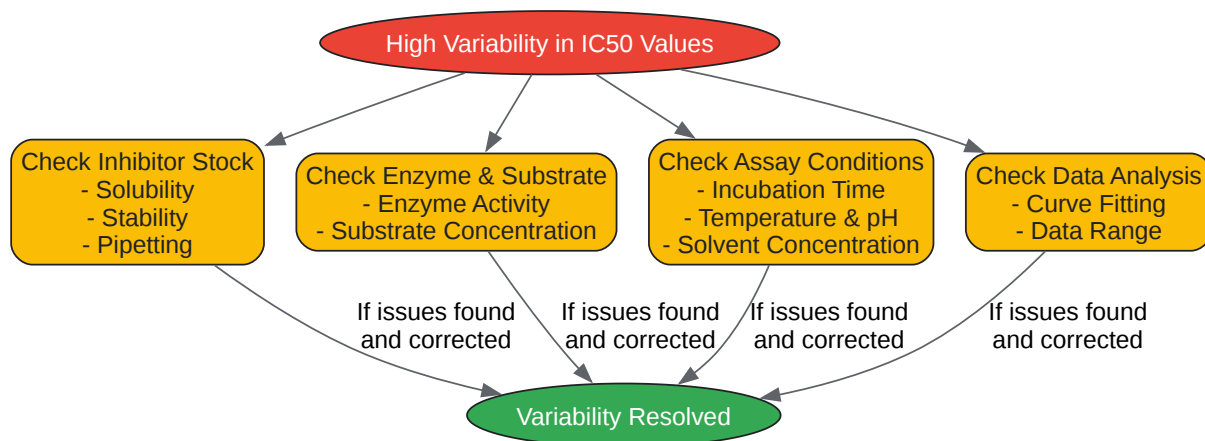 High Variability in IC50 Values
Check Inhibitor Stock
- Solubility
- Stability
- Pipetting
Check Enzyme & Substrate
- Enzyme Activity
- Substrate Concentration
Check Assay Conditions
- Incubation Time
- Temperature & pH
- Solvent Concentration
Check Data Analysis
- Curve Fitting
- Data Range
If issues found
and corrected
If issues found
and corrected
If issues found
and corrected
If issues found
and corrected
Variability Resolved